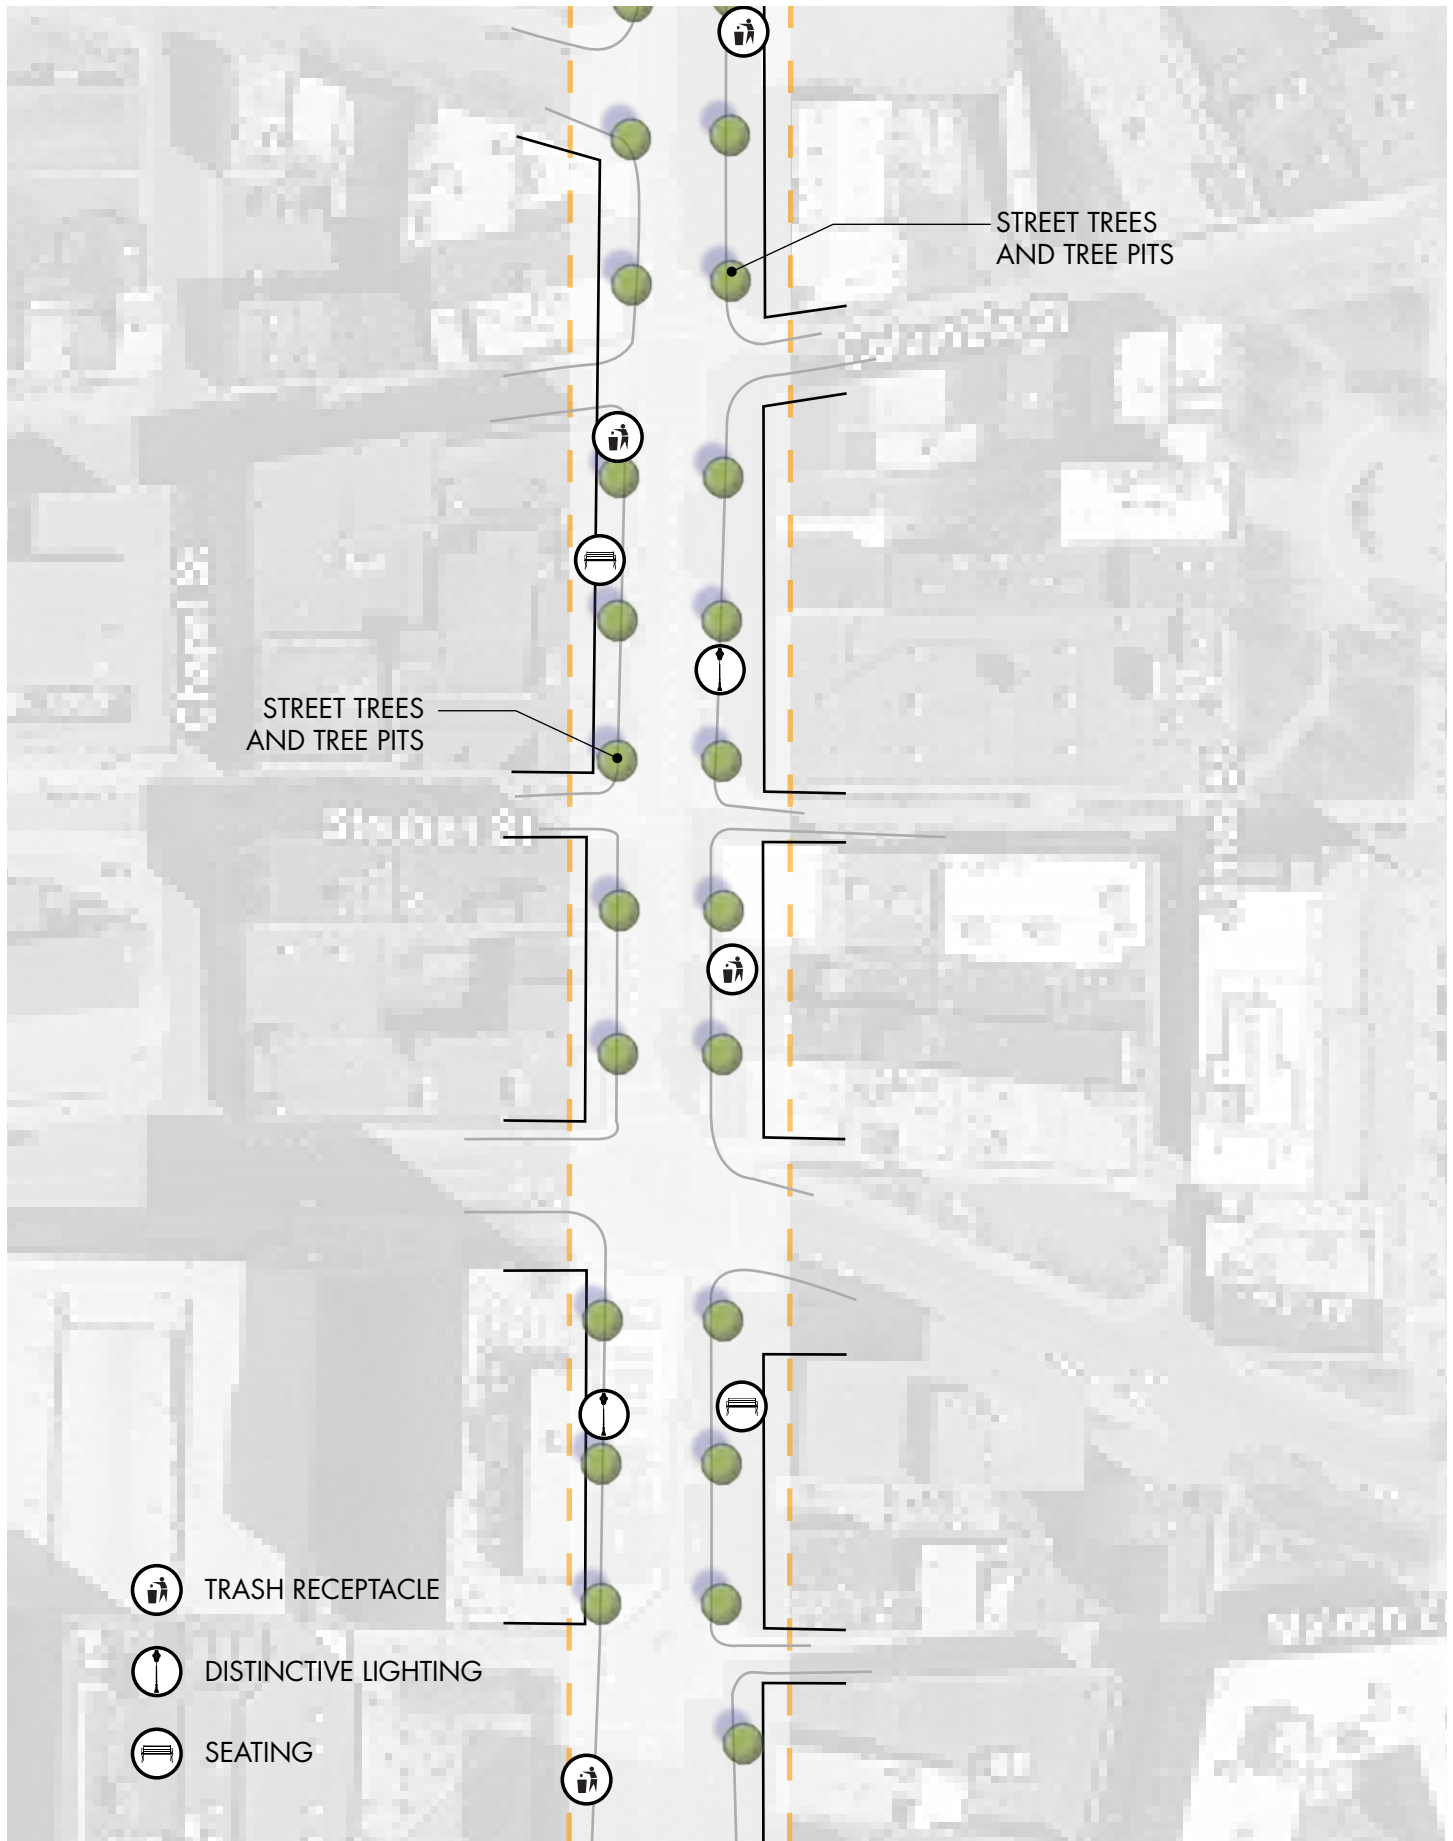 STREET TREES
AND TREE PITS
STREET TREES
AND TREE PITS
Chapel St
TRASH RECEPTACLE
DISTINCTIVE LIGHTING
SEATING